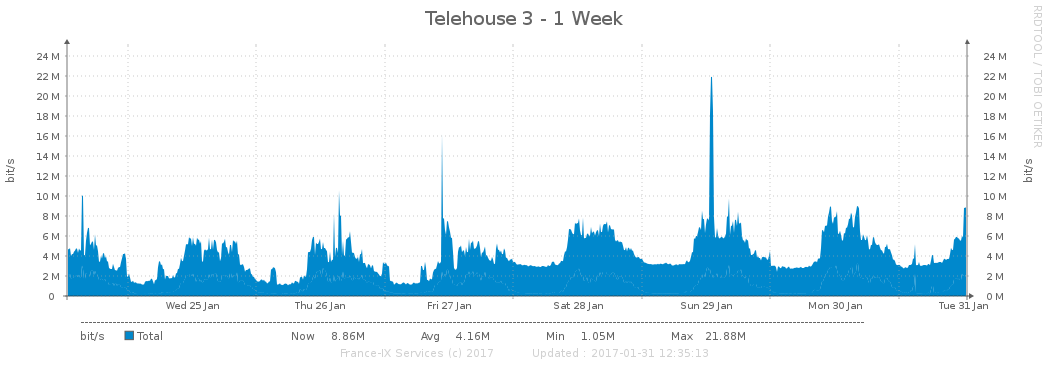 Telehouse 3 - 1 Week
RRDTOOL / TOBI OETIKER
24 M 24 M
22 M 22 M
20 M 20 M
18 M 18 M
16 M 16 M
14 M 14 M
12 M 12 M
10 M 10 M
8 M 8 M
6 M 6 M
4 M 4 M
2 M 2 M
0 0 M
bit/s bit/s
Wed 25 Jan Thu 26 Jan Fri 27 Jan Sat 28 Jan Sun 29 Jan Mon 30 Jan Tue 31 Jan
bit/s Total Now 8.86M Avg 4.16M Min 1.05M Max 21.88M
France-IX Services (c) 2017 Updated : 2017-01-31 12:35:13